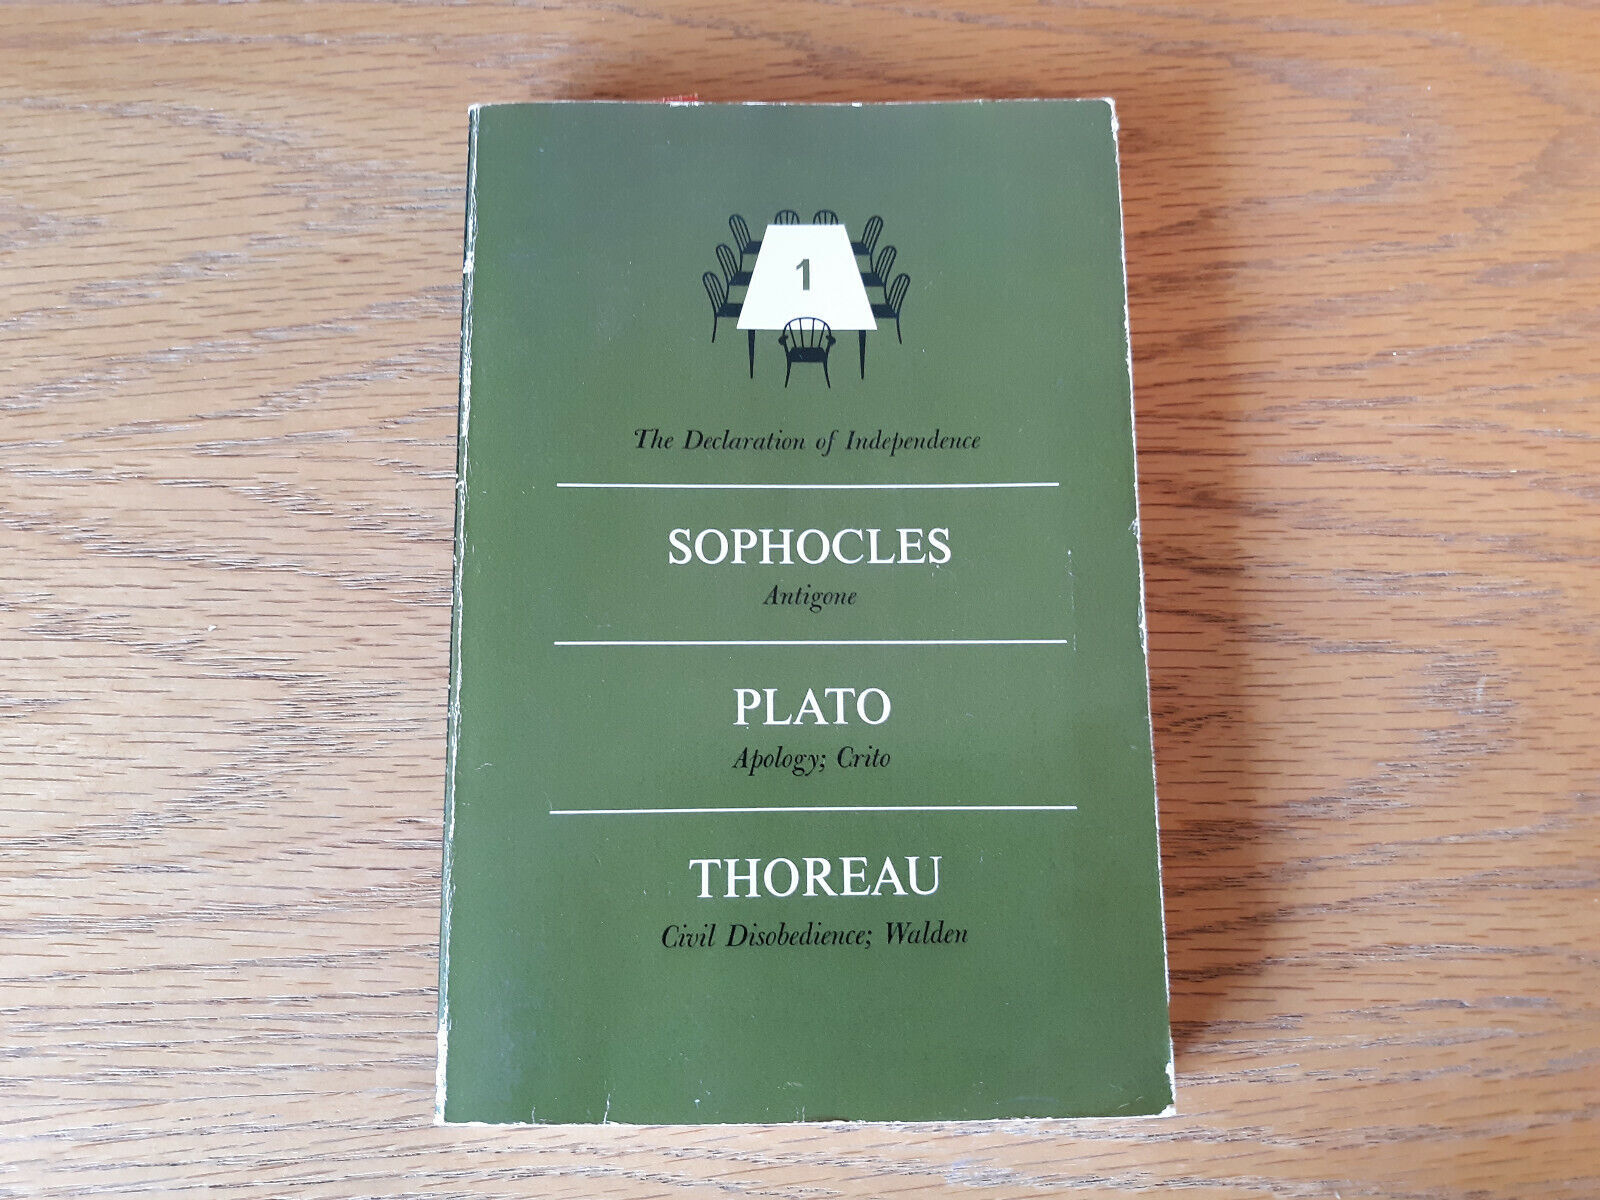 1
The Declaration of Independence
SOPHOCLES
Antigone
PLATO
Apology; Crito
THOREAU
Civil Disobedience; Walden